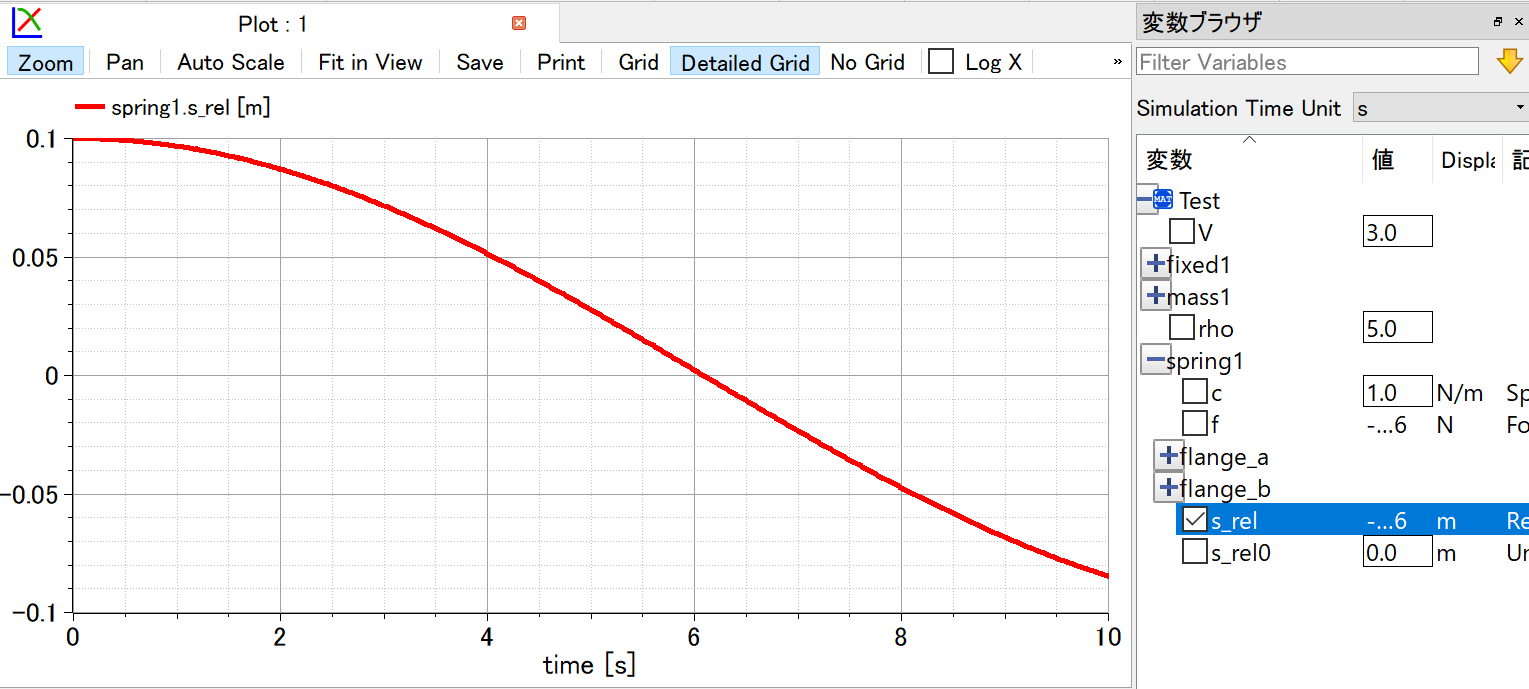 Plot : 1
Zoom Pan Auto Scale Fit in View Save Print Grid Detailed Grid No Grid Log X »
spring1.s_rel [m]
0.1
0.05
0
-0.05
-0.1
0 2 4 6 8 10
time [s]
変数ブラウザ
Filter Variables
Simulation Time Unit s
変数 値 Displa 記
MAT Test
V 3.0
fixed1
mass1
rho 5.0
spring1
c 1.0 N/m Sp
f -...6 N Fo
flange_a
flange_b
s_rel -...6 m Re
s_rel0 0.0 m Un